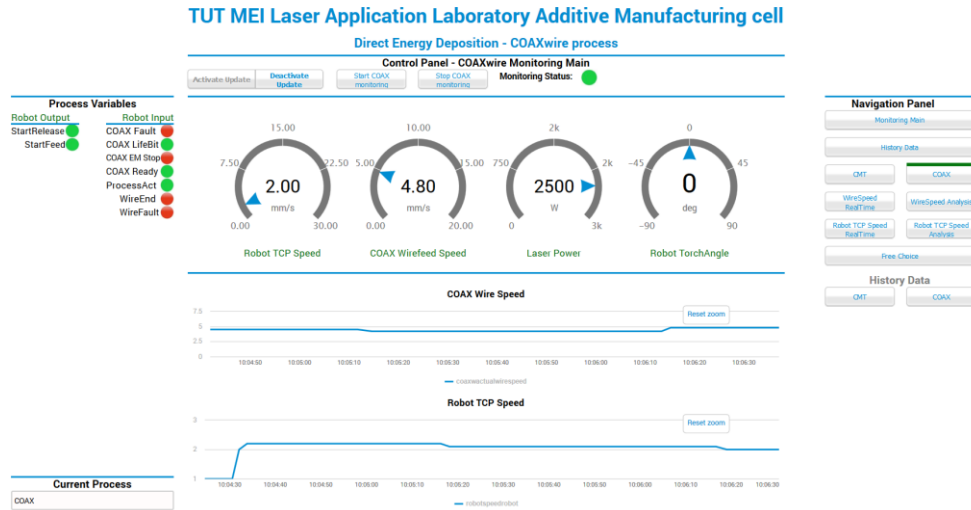 TUT MEI Laser Application Laboratory Additive Manufacturing cell
Direct Energy Deposition - COAXwire process
Control Panel - COAXwire Monitoring Main
Activate Update
Deactivate
Update
Start COAX
monitoring
Stop COAX
monitoring
Monitoring Status:
Process Variables
Robot Output
Robot Input
StartRelease
StartFeed
COAX Fault
COAX LifeBit
COAX EM Stop
COAX Ready
ProcessAct
WireEnd
WireFault
15.00
7.50
22.50
2.00
mm/s
0.00
30.00
Robot TCP Speed
10.00
5.00
15.00
4.80
mm/s
0.00
20.00
COAX Wirefeed Speed
2k
750
2k
2500
W
0
3k
Laser Power
0
-45
45
0
deg
-90
90
Robot TorchAngle
Navigation Panel
Monitoring Main
History Data
CMT
COAX
WireSpeed
RealTime
WireSpeed Analysis
Robot TCP Speed
RealTime
Robot TCP Speed
Analysis
Free Choice
History Data
CMT
COAX
COAX Wire Speed
Reset zoom
7.5
5
2.5
0
10:04:50
10:05:00
10:05:10
10:05:20
10:05:30
10:05:40
10:05:50
10:06:00
10:06:10
10:06:20
10:06:30
coaxwactualwirespeed
Robot TCP Speed
Reset zoom
3
2
1
10:04:30
10:04:40
10:04:50
10:05:00
10:05:10
10:05:20
10:05:30
10:05:40
10:05:50
10:06:00
10:06:10
10:06:20
10:06:30
robotspeedrobot
Current Process
COAX